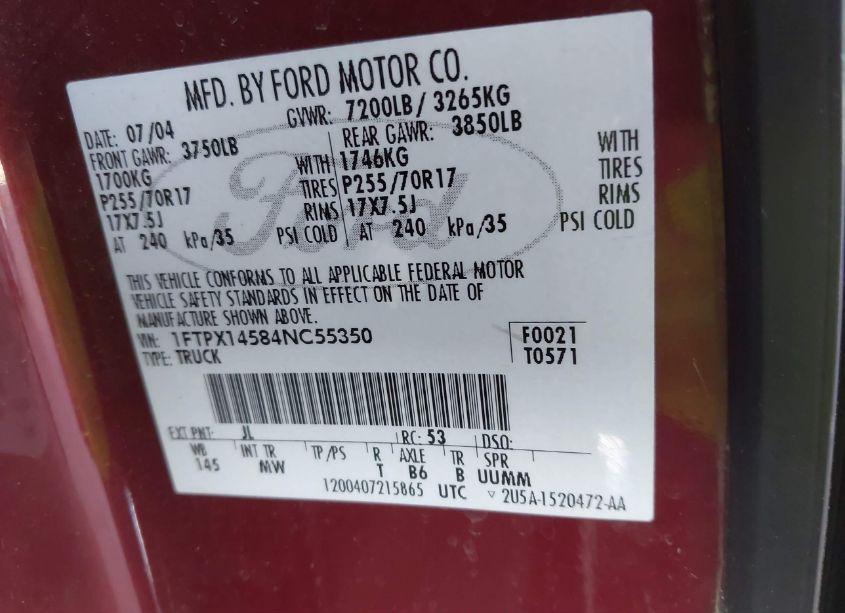 MFD. BY FORD MOTOR CO.
DATE: 07/04 GVWR: 7200LB / 3265KG
FRONT GAWR: 3750LB REAR GAWR: 3850LB
1700KG WITH 1746KG WITH
P255/70R17 TIRES P255/70R17 TIRES
17X7.5J RIMS 17X7.5J RIMS
AT 240 kPa/35 PSI COLD AT 240 kPa/35 PSI COLD
Ford
THIS VEHICLE CONFORMS TO ALL APPLICABLE FEDERAL MOTOR
VEHICLE SAFETY STANDARDS IN EFFECT ON THE DATE OF
MANUFACTURE SHOWN ABOVE.
VIN: 1FTPX14584NC55350 F0021
TYPE: TRUCK T0571
EXT PNT: JL RC: 53 DSO:
WB INT TR TP/PS R AXLE TR SPR
145 MW T B6 B UUMM
1200407215865 UTC ▽ 2U5A-1520472-AA